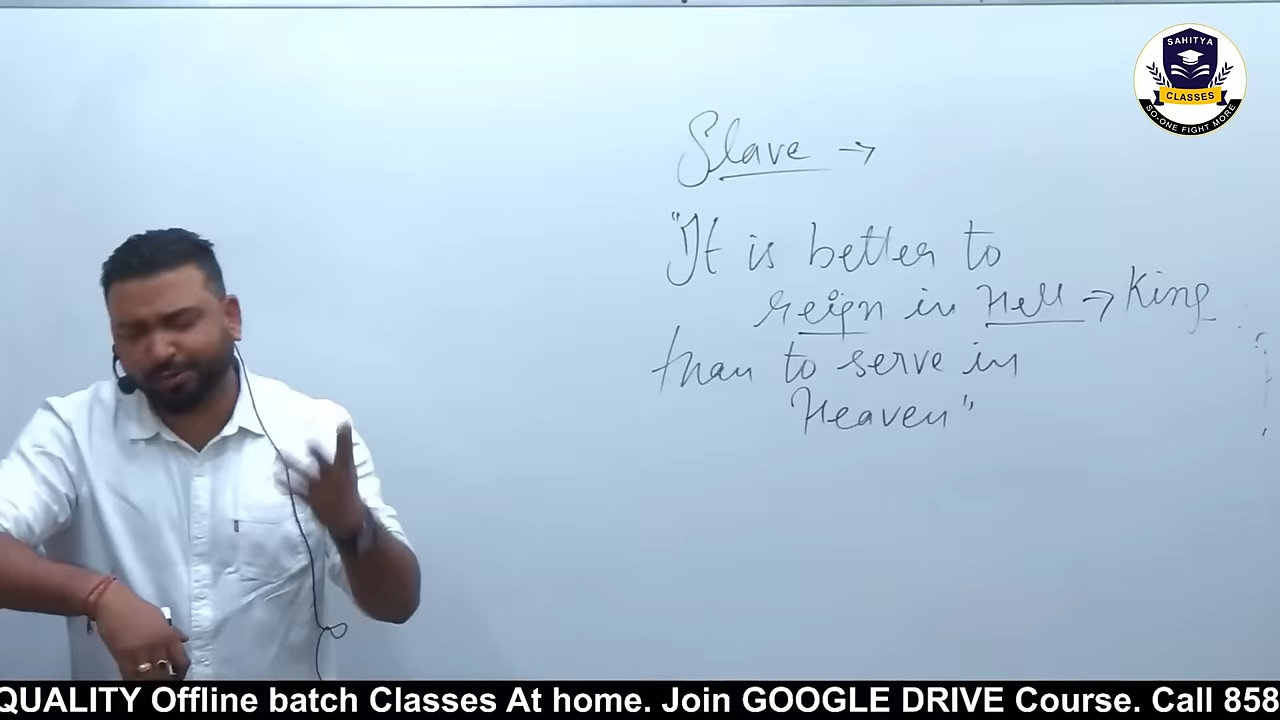 SAHITYA
CLASSES
SO-ONE FIGHT MORE
Slave →
"It is better to
reign in Hell → King
than to serve in
Heaven"
QUALITY Offline batch Classes At home. Join GOOGLE DRIVE Course. Call 858